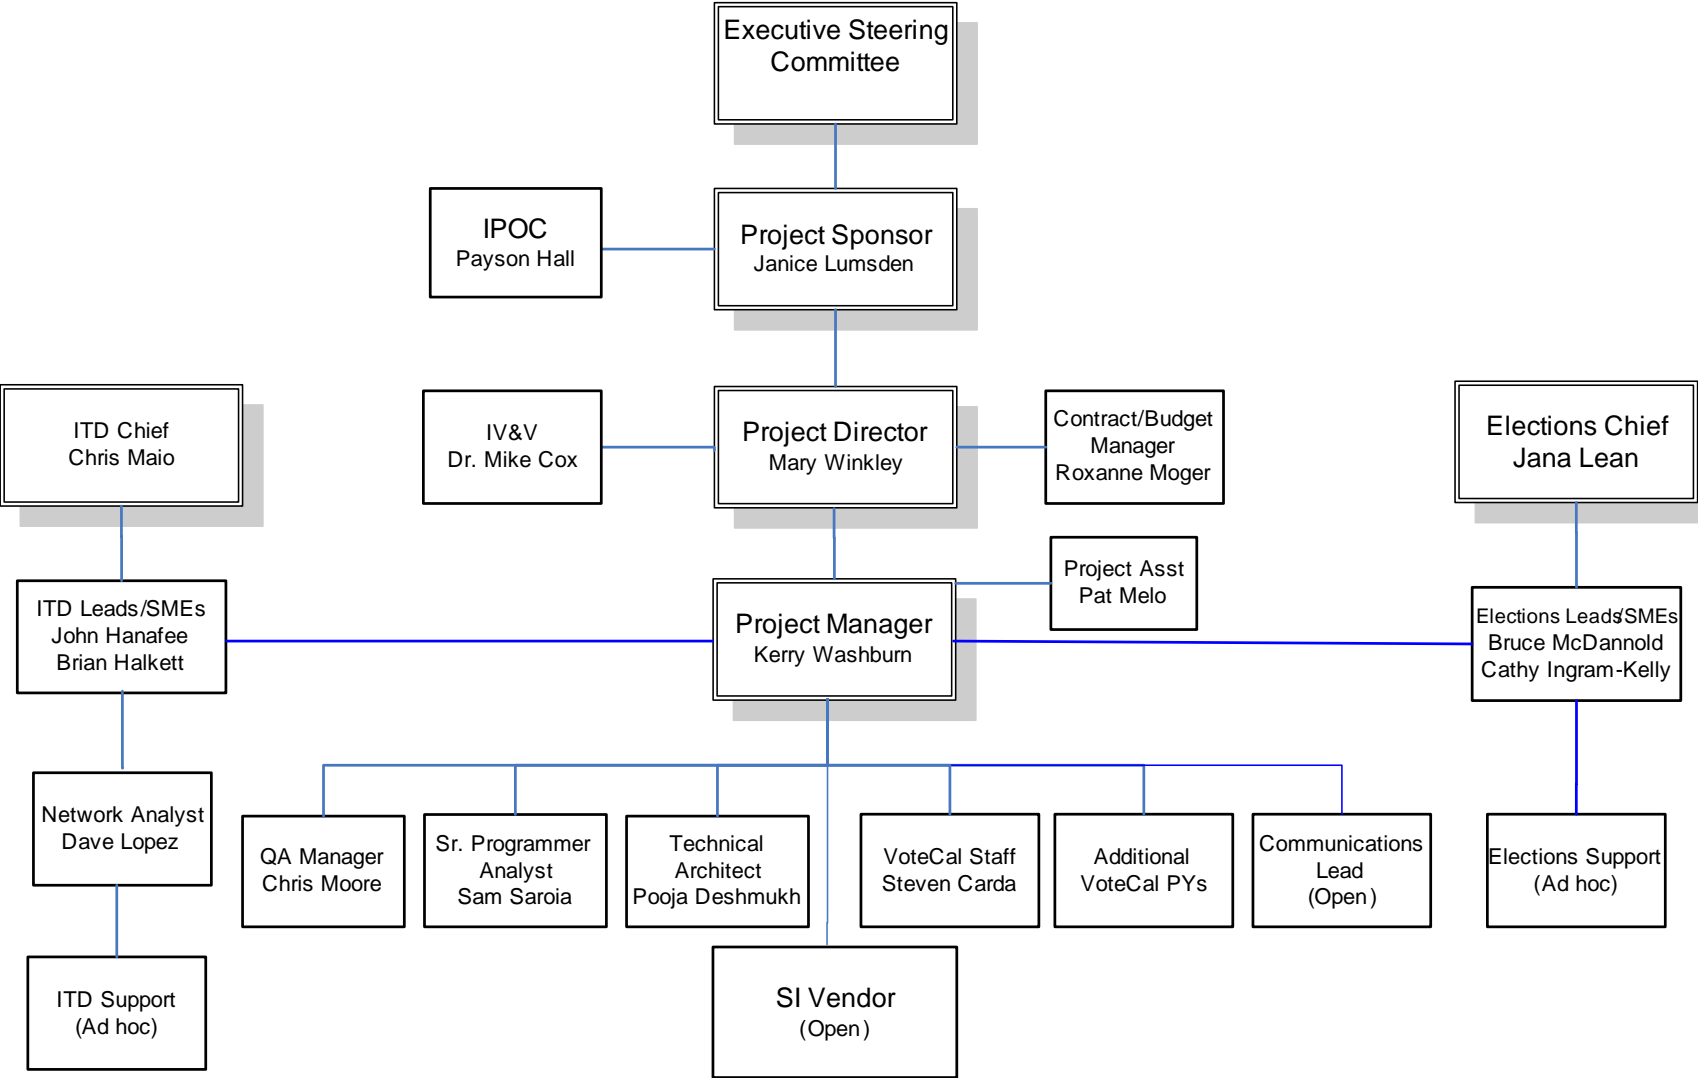 Executive Steering
Committee
IPOC
Payson Hall
Project Sponsor
Janice Lumsden
ITD Chief
Chris Maio
IV&V
Dr. Mike Cox
Project Director
Mary Winkley
Contract/Budget
Manager
Roxanne Moger
Elections Chief
Jana Lean
Project Asst
Pat Melo
ITD Leads/SMEs
John Hanafee
Brian Halkett
Project Manager
Kerry Washburn
Elections Leads/SMEs
Bruce McDannold
Cathy Ingram-Kelly
Network Analyst
Dave Lopez
QA Manager
Chris Moore
Sr. Programmer
Analyst
Sam Saroia
Technical
Architect
Pooja Deshmukh
VoteCal Staff
Steven Carda
Additional
VoteCal PYs
Communications
Lead
(Open)
Elections Support
(Ad hoc)
ITD Support
(Ad hoc)
SI Vendor
(Open)